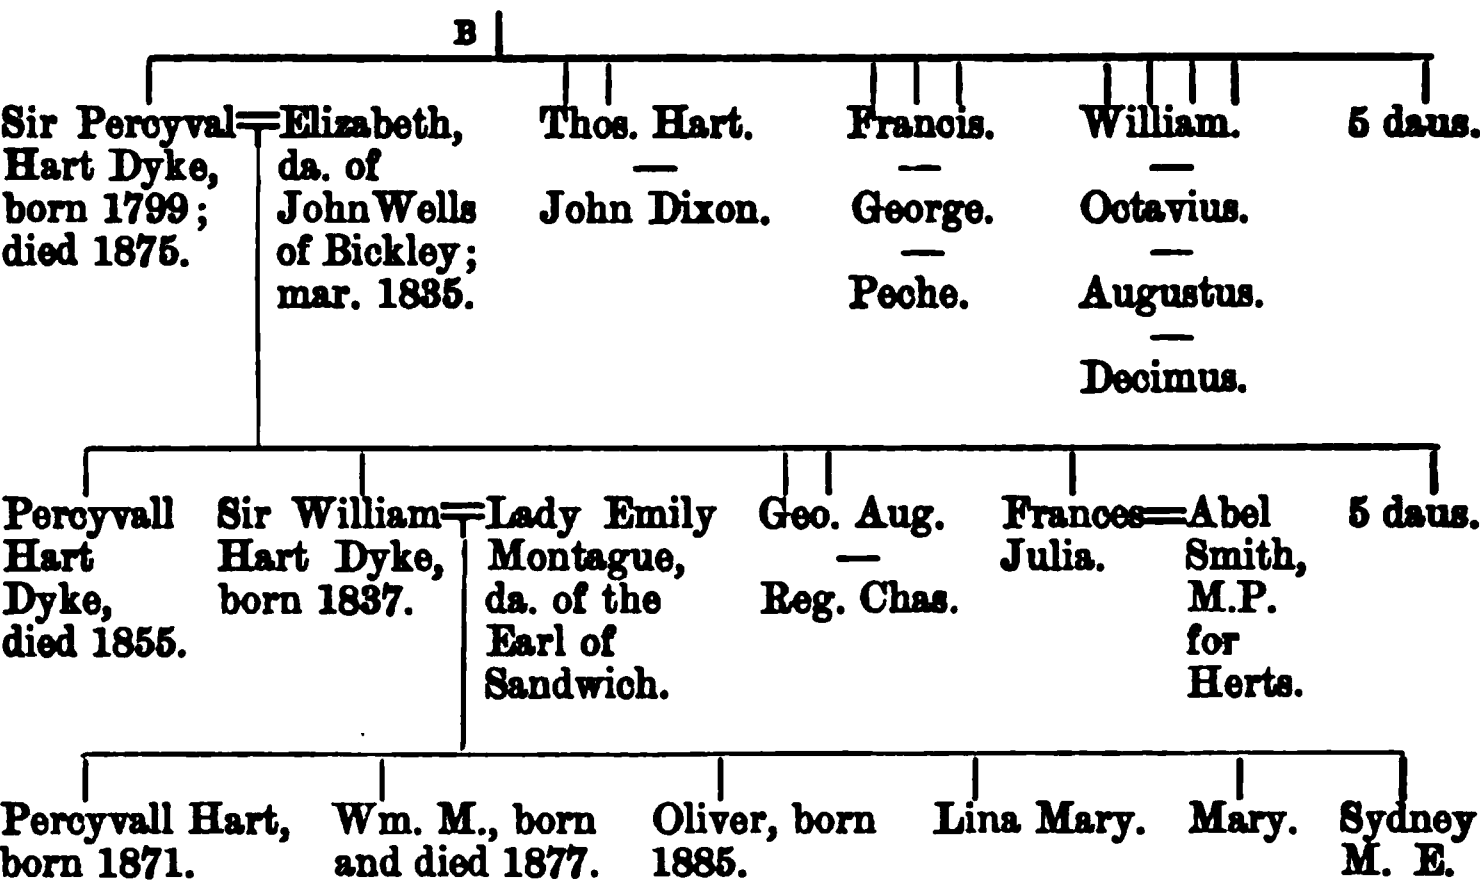 B
Sir Percyval Hart Dyke, born 1799; died 1875.
Elizabeth, da. of John Wells of Bickley; mar. 1835.
Thos. Hart.
John Dixon.
Francis.
George.
Peche.
William.
Octavius.
Augustus.
Decimus.
5 daus.
Percyvall Hart Dyke, died 1855.
Sir William Hart Dyke, born 1837.
Lady Emily Montague, da. of the Earl of Sandwich.
Geo. Aug.
Reg. Chas.
Frances Julia.
Abel Smith, M.P. for Herts.
5 daus.
Percyvall Hart, born 1871.
Wm. M., born and died 1877.
Oliver, born 1885.
Lina Mary.
Mary.
Sydney M. E.